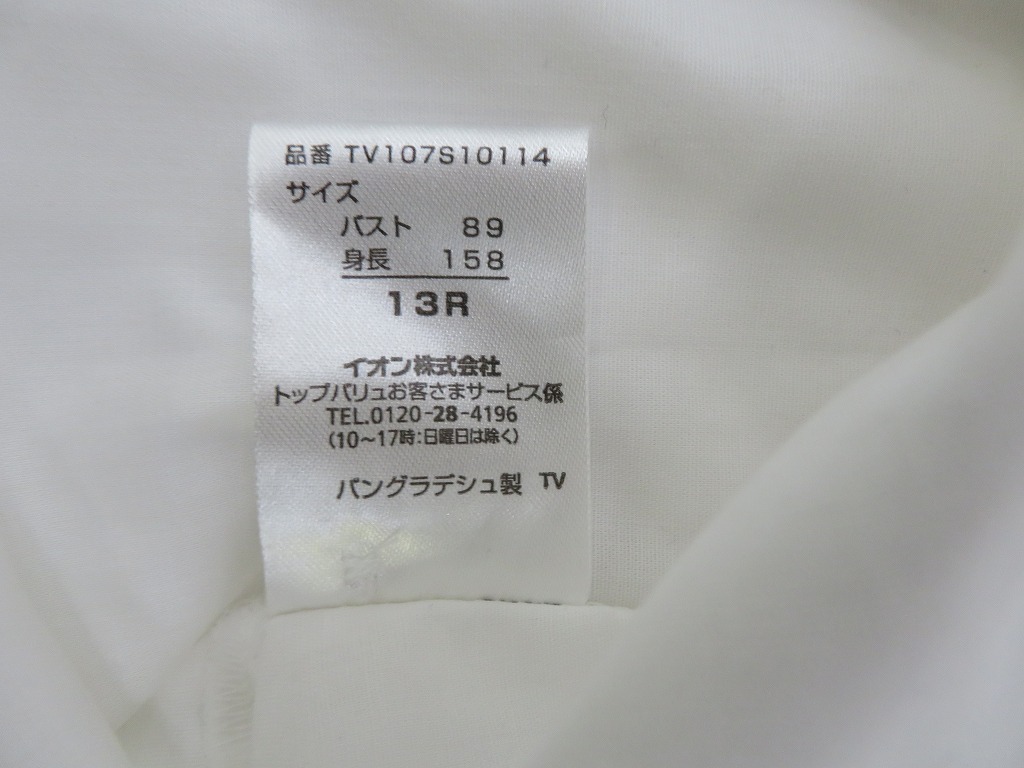 品番 TV107S10114
サイズ
バスト 89
身長 158
13R
イオン株式会社
トップバリュお客さまサービス係
TEL.0120-28-4196
(10～17時:日曜日は除く)
バングラデシュ製 TV